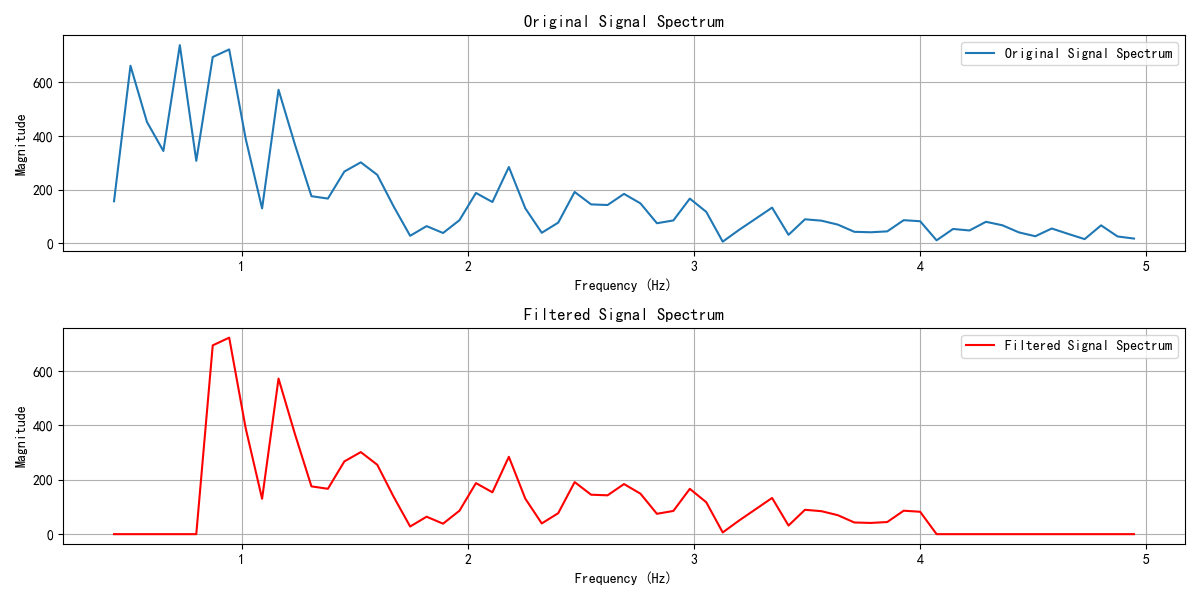 Original Signal Spectrum
Original Signal Spectrum
Magnitude
600
400
200
0
1 2 3 4 5
Frequency (Hz)
Filtered Signal Spectrum
Filtered Signal Spectrum
Magnitude
600
400
200
0
1 2 3 4 5
Frequency (Hz)